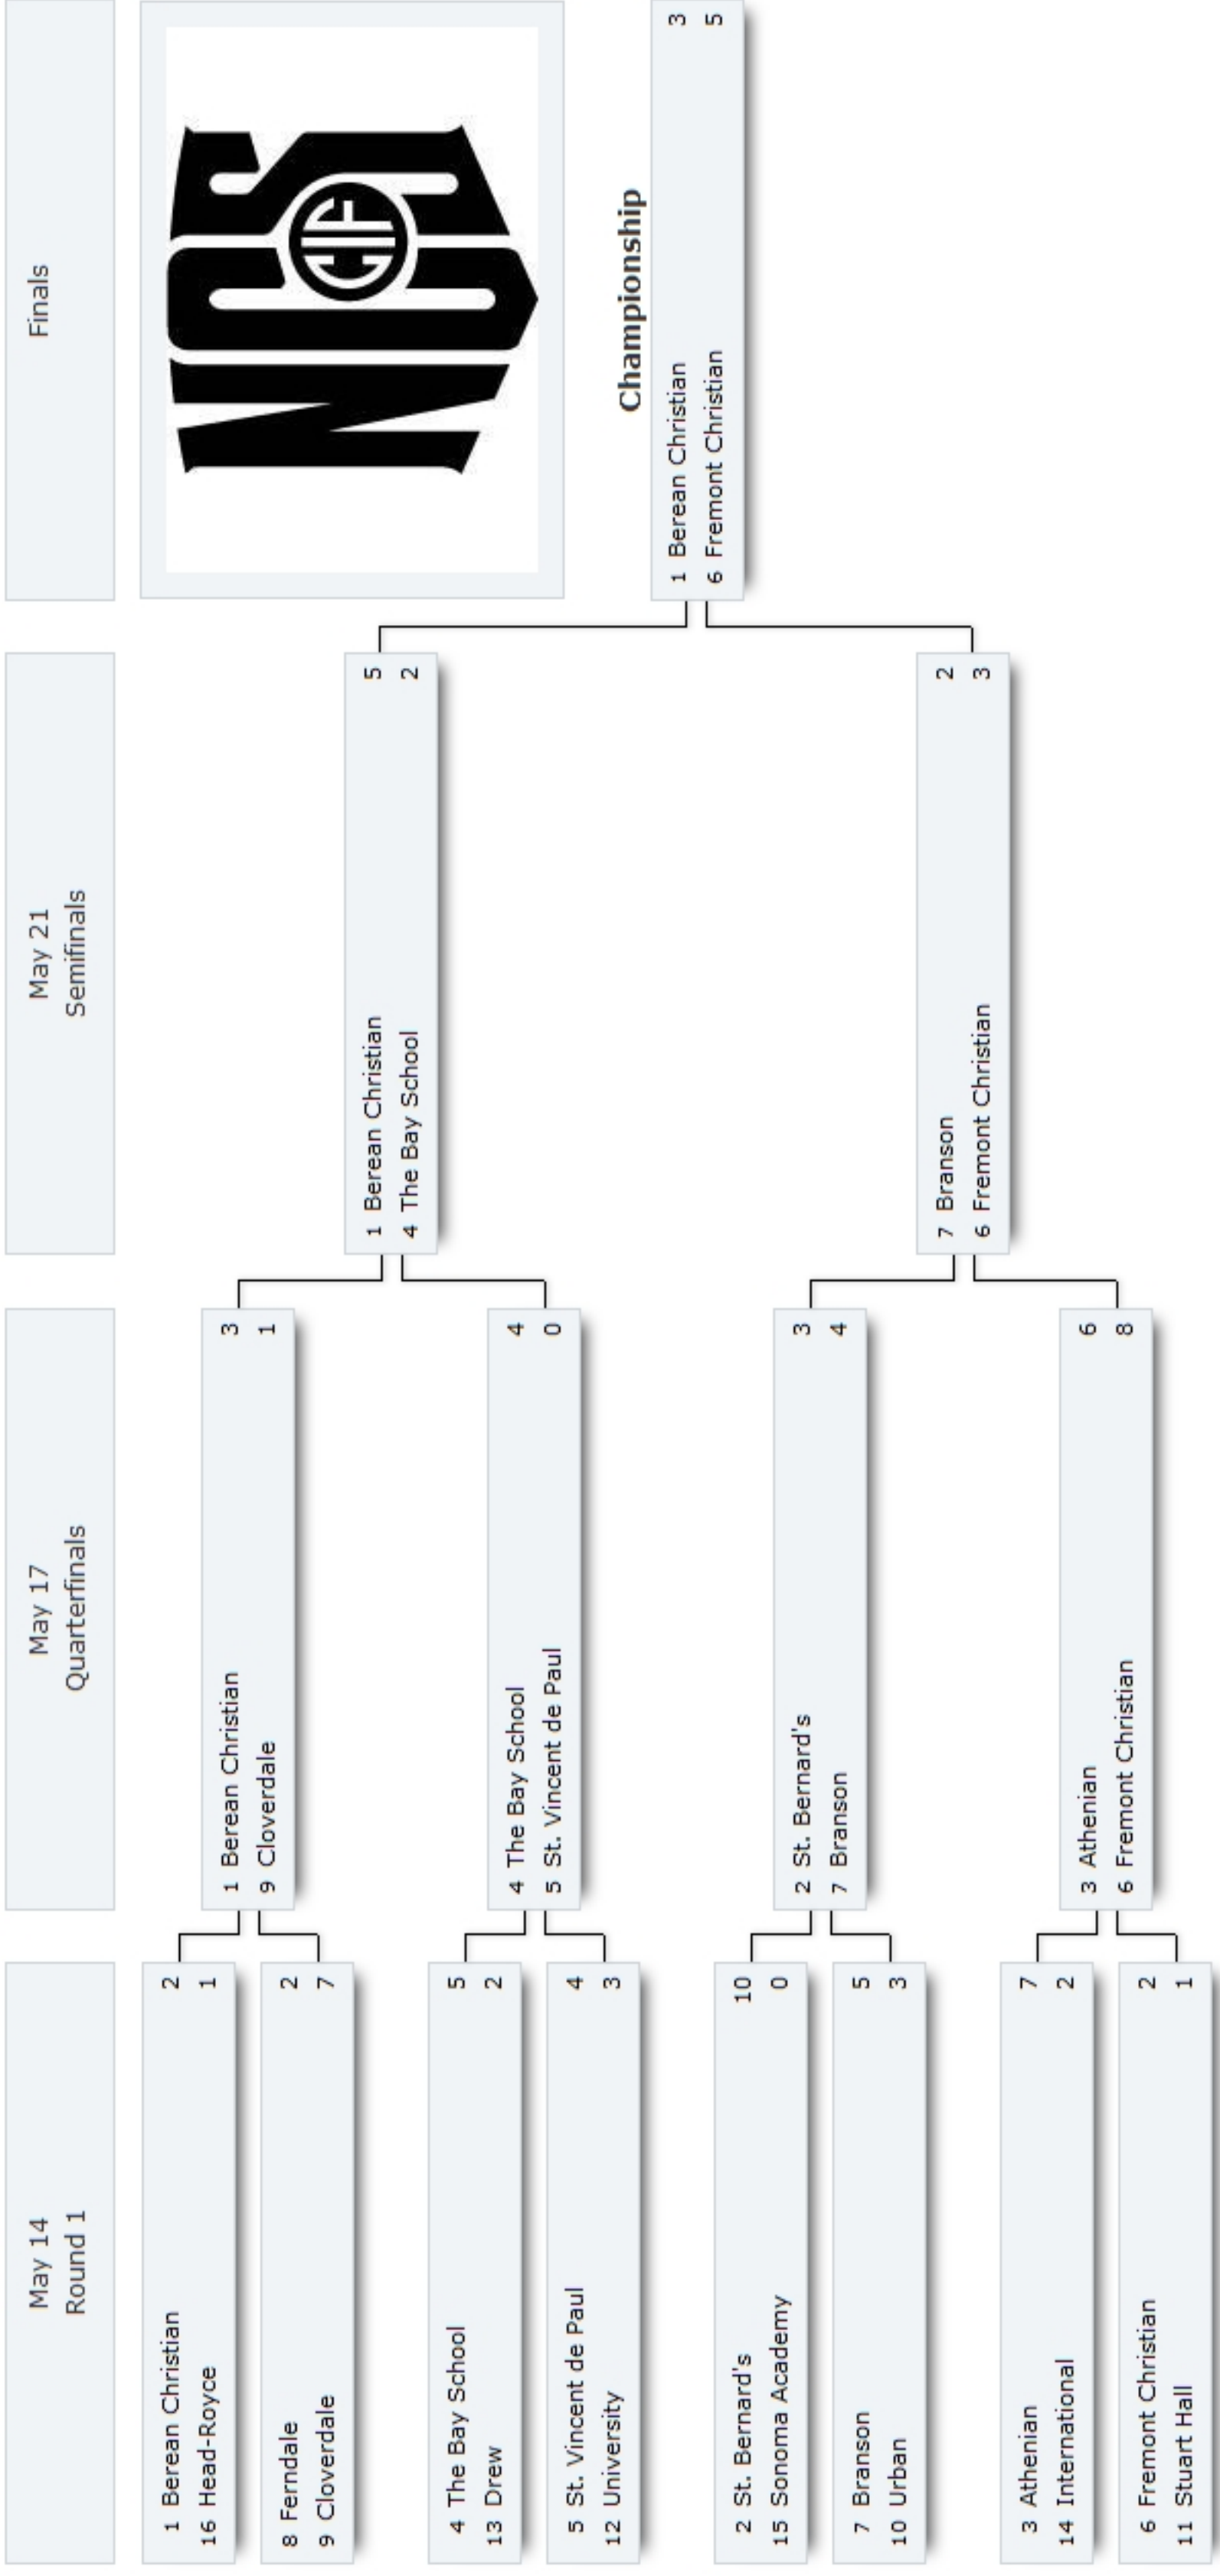 May 14
Round 1
May 17
Quarterfinals
May 21
Semifinals
Finals
1 Berean Christian 2
16 Head-Royce 1
8 Ferndale 2
9 Cloverdale 7
4 The Bay School 5
13 Drew 2
5 St. Vincent de Paul 4
12 University 3
2 St. Bernard's 10
15 Sonoma Academy 0
7 Branson 5
10 Urban 3
3 Athenian 7
14 International 2
6 Fremont Christian 2
11 Stuart Hall 1
1 Berean Christian 3
9 Cloverdale 1
4 The Bay School 4
5 St. Vincent de Paul 0
2 St. Bernard's 3
7 Branson 4
3 Athenian 6
6 Fremont Christian 8
1 Berean Christian 5
4 The Bay School 2
7 Branson 2
6 Fremont Christian 3
NCS
CIF
Championship
1 Berean Christian 3
6 Fremont Christian 5